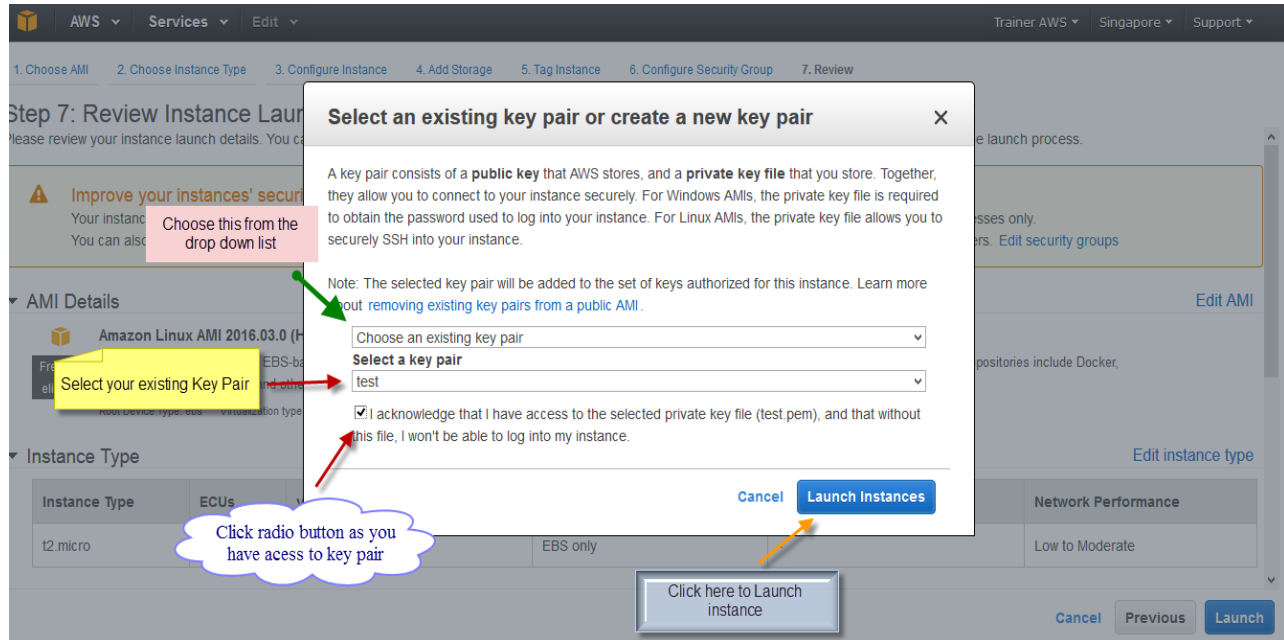 AWS Services Edit Trainer AWS Singapore Support
1. Choose AMI 2. Choose Instance Type 3. Configure Instance 4. Add Storage 5. Tag Instance 6. Configure Security Group 7. Review
Step 7: Review Instance Laun
Please review your instance launch details. You ca
e launch process.
Improve your instances' securi
Your instanc
esses only.
You can also
ers. Edit security groups
Choose this from the
drop down list
Select an existing key pair or create a new key pair
A key pair consists of a public key that AWS stores, and a private key file that you store. Together,
they allow you to connect to your instance securely. For Windows AMIs, the private key file is required
to obtain the password used to log into your instance. For Linux AMIs, the private key file allows you to
securely SSH into your instance.
Note: The selected key pair will be added to the set of keys authorized for this instance. Learn more
about removing existing key pairs from a public AMI.
Choose an existing key pair
Select a key pair
test
I acknowledge that I have access to the selected private key file (test.pem), and that without
this file, I won't be able to log into my instance.
Cancel Launch Instances
AMI Details Edit AMI
Amazon Linux AMI 2016.03.0 (H
EBS-ba
positories include Docker,
Select your existing Key Pair
and othe
Root Device Type: ebs Virtualization type
Instance Type Edit instance type
Instance Type ECUs Network Performance
t2.micro EBS only Low to Moderate
Click radio button as you
have acess to key pair
Click here to Launch
instance
Cancel Previous Launch